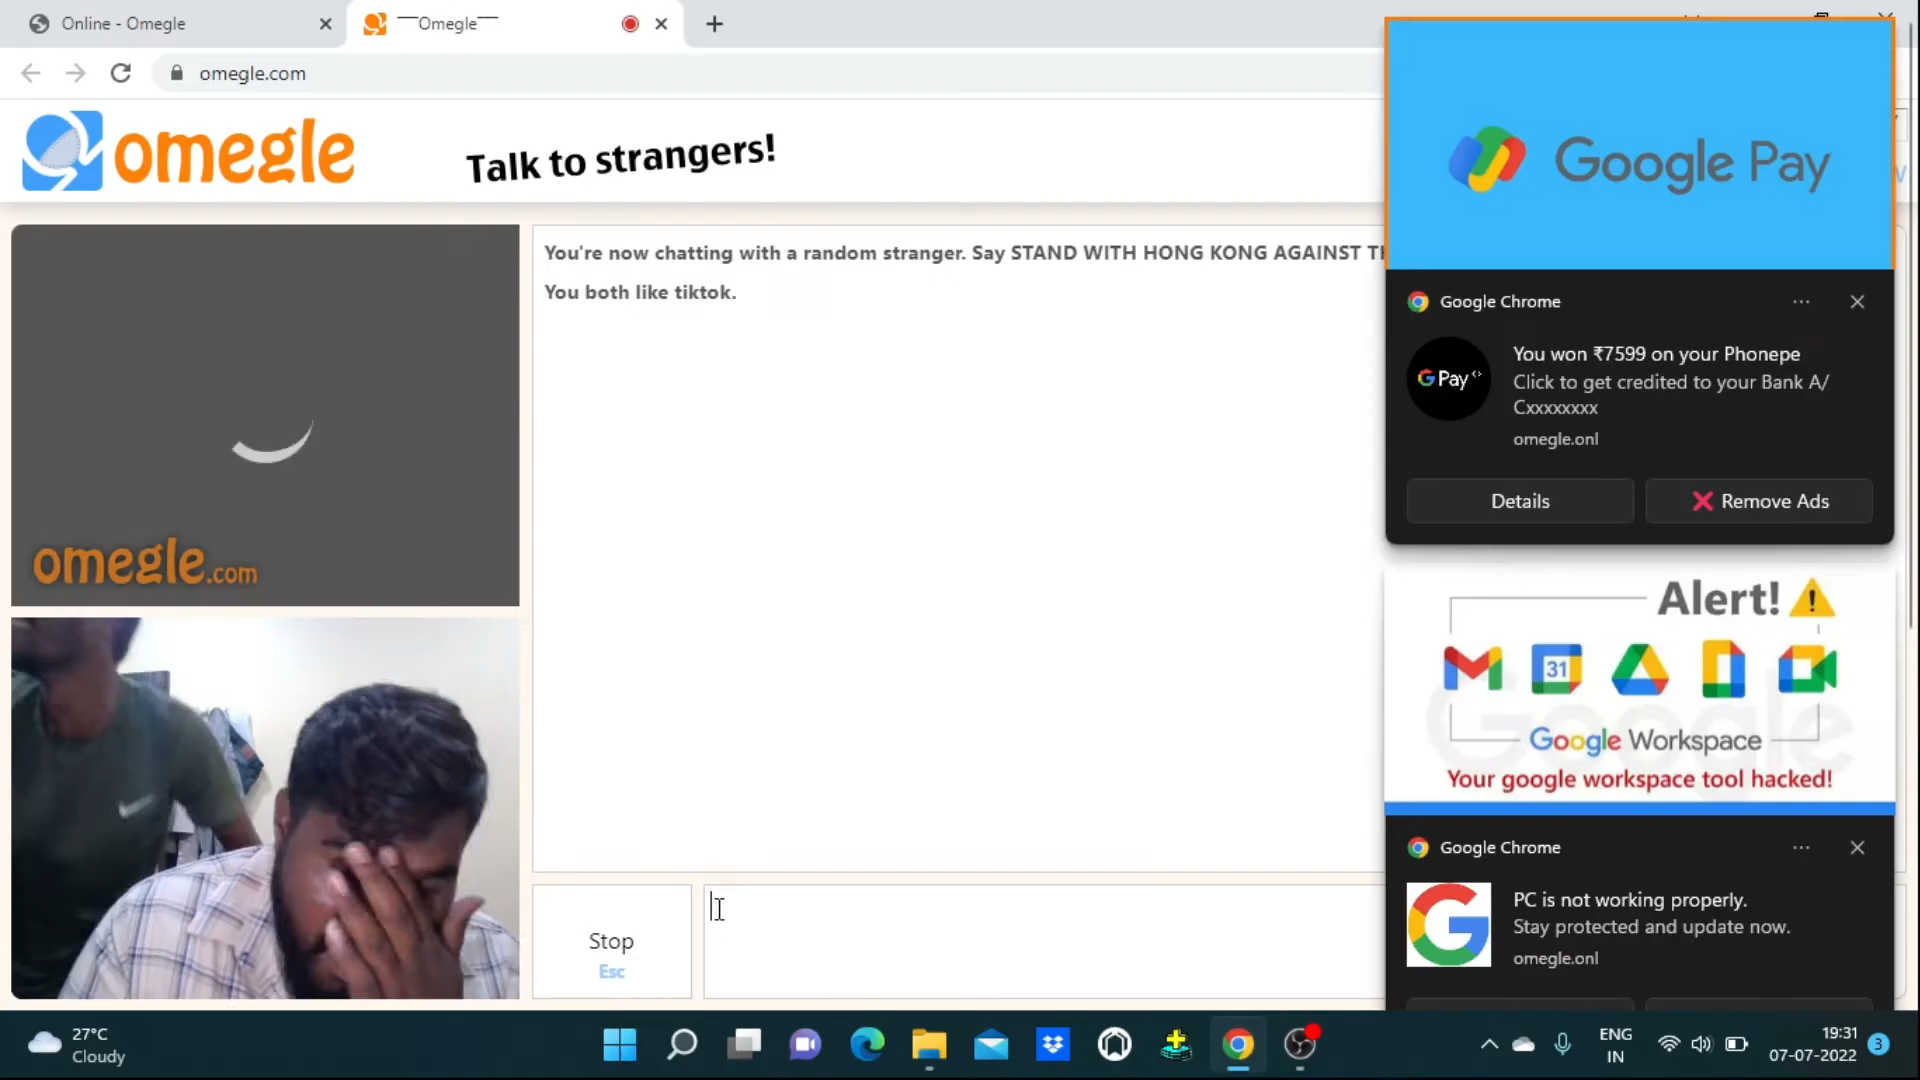 Online - Omegle
Omegle
omegle.com
omegle
Talk to strangers!
You're now chatting with a random stranger. Say STAND WITH HONG KONG AGAINST
You both like tiktok.
omegle.com
Stop
Esc
Google Pay
Google Chrome
G Pay
You won ₹7599 on your Phonepe
Click to get credited to your Bank A/
Cxxxxxxxx
omegle.onl
Details
❌ Remove Ads
Alert!
31
Google Workspace
Your google workspace tool hacked!
Google Chrome
PC is not working properly.
Stay protected and update now.
omegle.onl
27°C
Cloudy
ENG
IN
19:31
07-07-2022
3